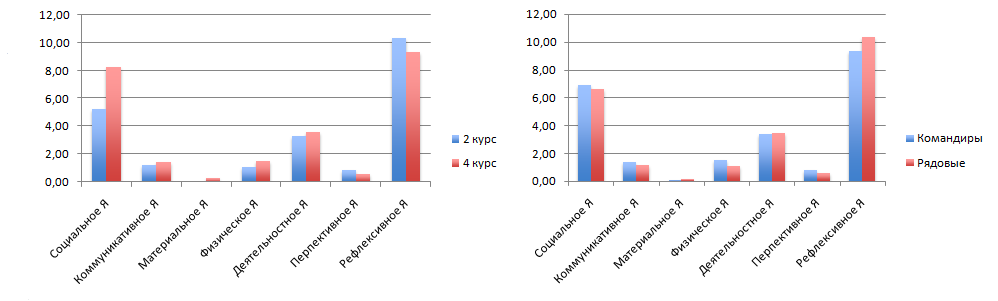 12,00
10,00
8,00
6,00
4,00
2,00
0,00
Социальное Я
Коммуникативное Я
Материальное Я
Физическое Я
Деятельностное Я
Перпективное Я
Рефлексивное Я
2 курс
4 курс
12,00
10,00
8,00
6,00
4,00
2,00
0,00
Социальное Я
Коммуникативное Я
Материальное Я
Физическое Я
Деятельностное Я
Перпективное Я
Рефлексивное Я
Командиры
Рядовые